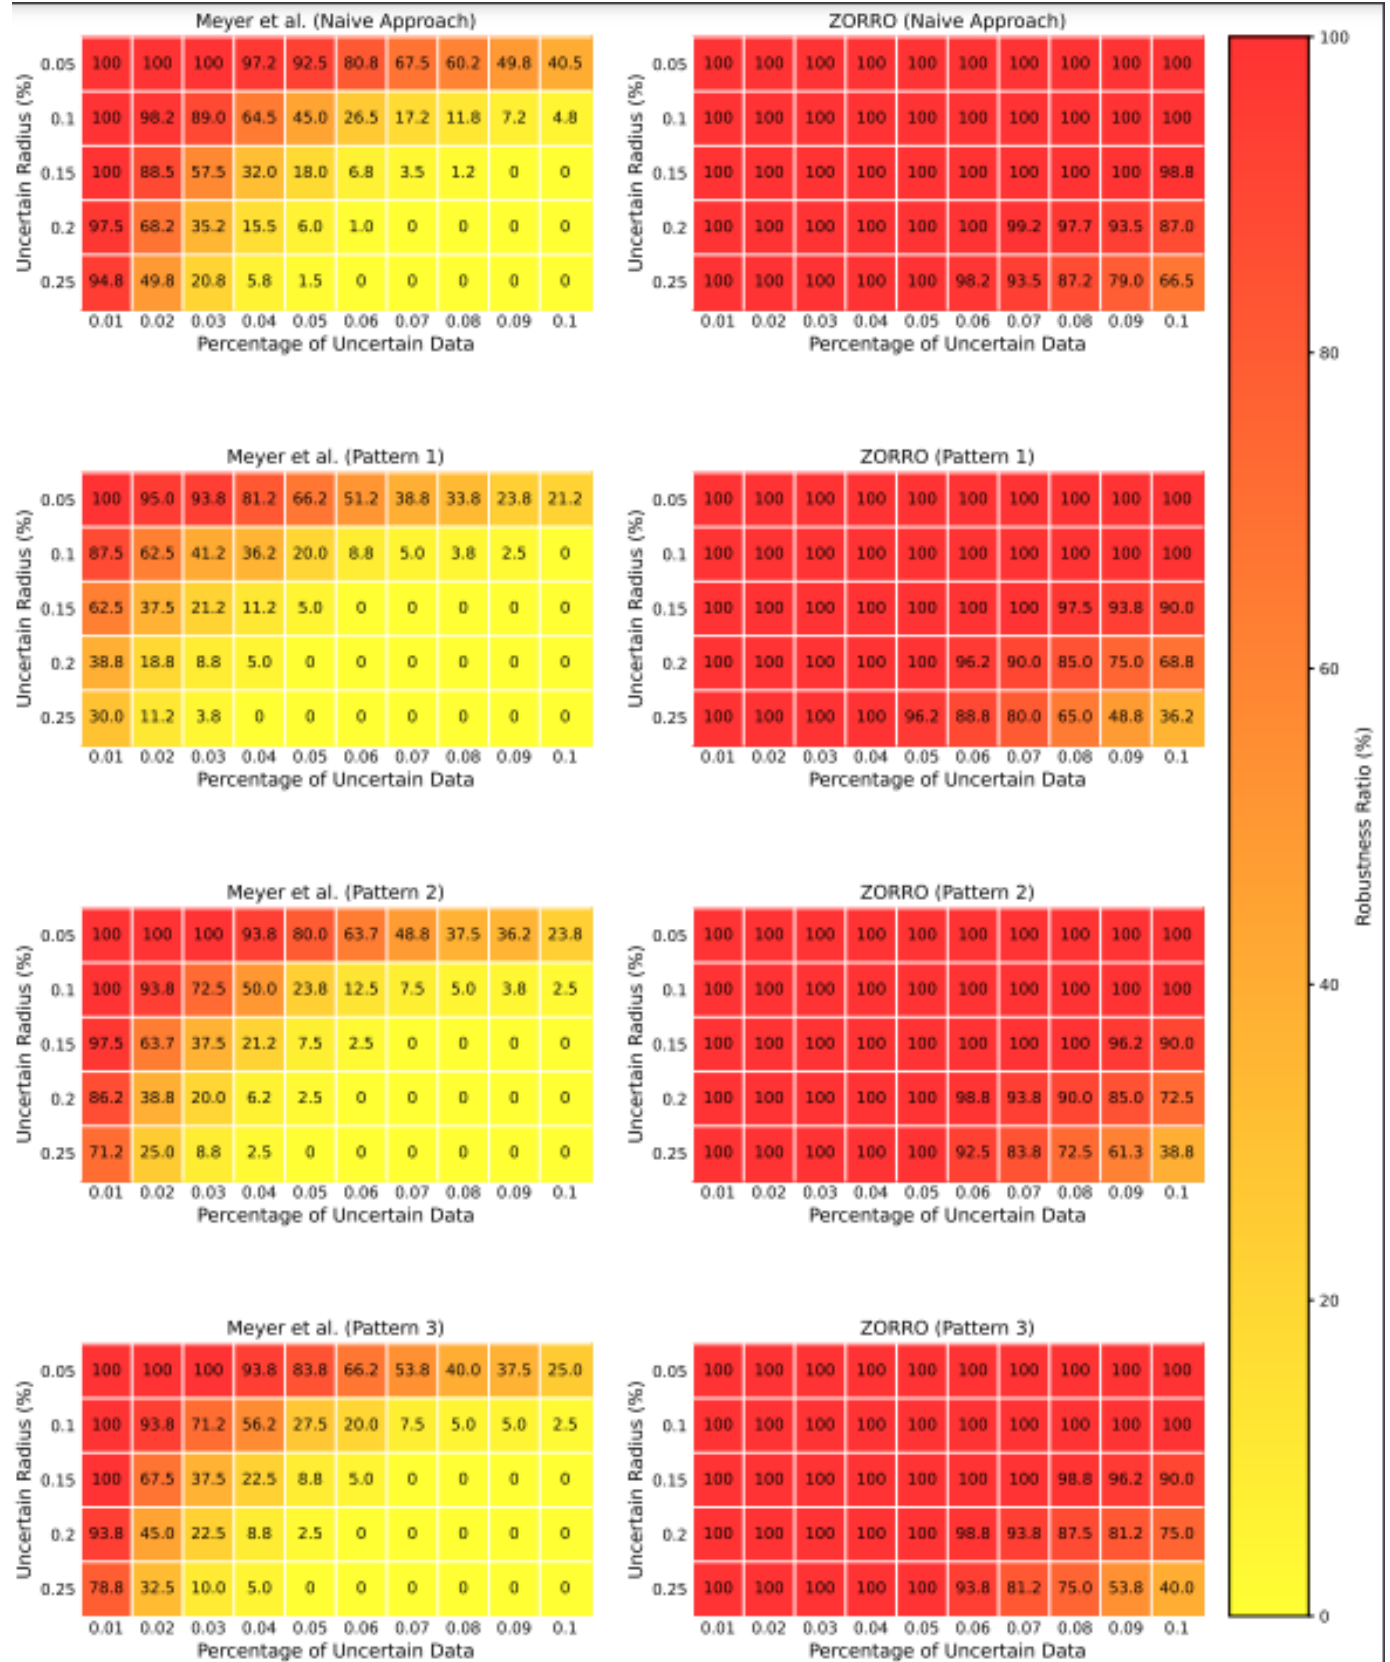 Meyer et al. (Naive Approach)
Uncertain Radius (%)
0.05 100 100 100 97.2 92.5 80.8 67.5 60.2 49.8 40.5
0.1 100 98.2 89.0 64.5 45.0 26.5 17.2 11.8 7.2 4.8
0.15 100 88.5 57.5 32.0 18.0 6.8 3.5 1.2 0 0
0.2 97.5 68.2 35.2 15.5 6.0 1.0 0 0 0 0
0.25 94.8 49.8 20.8 5.8 1.5 0 0 0 0 0
0.01 0.02 0.03 0.04 0.05 0.06 0.07 0.08 0.09 0.1
Percentage of Uncertain Data
ZORRO (Naive Approach)
Uncertain Radius (%)
0.05 100 100 100 100 100 100 100 100 100 100
0.1 100 100 100 100 100 100 100 100 100 100
0.15 100 100 100 100 100 100 100 100 100 98.8
0.2 100 100 100 100 100 100 99.2 97.7 93.5 87.0
0.25 100 100 100 100 100 98.2 93.5 87.2 79.0 66.5
0.01 0.02 0.03 0.04 0.05 0.06 0.07 0.08 0.09 0.1
Percentage of Uncertain Data
Meyer et al. (Pattern 1)
Uncertain Radius (%)
0.05 100 95.0 93.8 81.2 66.2 51.2 38.8 33.8 23.8 21.2
0.1 87.5 62.5 41.2 36.2 20.0 8.8 5.0 3.8 2.5 0
0.15 62.5 37.5 21.2 11.2 5.0 0 0 0 0 0
0.2 38.8 18.8 8.8 5.0 0 0 0 0 0 0
0.25 30.0 11.2 3.8 0 0 0 0 0 0 0
0.01 0.02 0.03 0.04 0.05 0.06 0.07 0.08 0.09 0.1
Percentage of Uncertain Data
ZORRO (Pattern 1)
Uncertain Radius (%)
0.05 100 100 100 100 100 100 100 100 100 100
0.1 100 100 100 100 100 100 100 100 100 100
0.15 100 100 100 100 100 100 100 97.5 93.8 90.0
0.2 100 100 100 100 100 96.2 90.0 85.0 75.0 68.8
0.25 100 100 100 100 96.2 88.8 80.0 65.0 48.8 36.2
0.01 0.02 0.03 0.04 0.05 0.06 0.07 0.08 0.09 0.1
Percentage of Uncertain Data
Meyer et al. (Pattern 2)
Uncertain Radius (%)
0.05 100 100 100 93.8 80.0 63.7 48.8 37.5 36.2 23.8
0.1 100 93.8 72.5 50.0 23.8 12.5 7.5 5.0 3.8 2.5
0.15 97.5 63.7 37.5 21.2 7.5 2.5 0 0 0 0
0.2 86.2 38.8 20.0 6.2 2.5 0 0 0 0 0
0.25 71.2 25.0 8.8 2.5 0 0 0 0 0 0
0.01 0.02 0.03 0.04 0.05 0.06 0.07 0.08 0.09 0.1
Percentage of Uncertain Data
ZORRO (Pattern 2)
Uncertain Radius (%)
0.05 100 100 100 100 100 100 100 100 100 100
0.1 100 100 100 100 100 100 100 100 100 100
0.15 100 100 100 100 100 100 100 100 96.2 90.0
0.2 100 100 100 100 100 98.8 93.8 90.0 85.0 72.5
0.25 100 100 100 100 100 92.5 83.8 72.5 61.3 38.8
0.01 0.02 0.03 0.04 0.05 0.06 0.07 0.08 0.09 0.1
Percentage of Uncertain Data
Meyer et al. (Pattern 3)
Uncertain Radius (%)
0.05 100 100 100 93.8 83.8 66.2 53.8 40.0 37.5 25.0
0.1 100 93.8 71.2 56.2 27.5 20.0 7.5 5.0 5.0 2.5
0.15 100 67.5 37.5 22.5 8.8 5.0 0 0 0 0
0.2 93.8 45.0 22.5 8.8 2.5 0 0 0 0 0
0.25 78.8 32.5 10.0 5.0 0 0 0 0 0 0
0.01 0.02 0.03 0.04 0.05 0.06 0.07 0.08 0.09 0.1
Percentage of Uncertain Data
ZORRO (Pattern 3)
Uncertain Radius (%)
0.05 100 100 100 100 100 100 100 100 100 100
0.1 100 100 100 100 100 100 100 100 100 100
0.15 100 100 100 100 100 100 100 98.8 96.2 90.0
0.2 100 100 100 100 100 98.8 93.8 87.5 81.2 75.0
0.25 100 100 100 100 100 93.8 81.2 75.0 53.8 40.0
0.01 0.02 0.03 0.04 0.05 0.06 0.07 0.08 0.09 0.1
Percentage of Uncertain Data
100
80
60
40
20
0
Robustness Ratio (%)